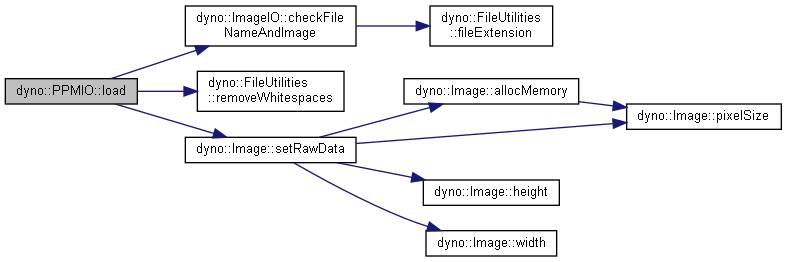 dyno::PPMIO::load
dyno::ImageIO::checkFile
NameAndImage
dyno::FileUtilities
::fileExtension
dyno::FileUtilities
::removeWhitespaces
dyno::Image::setRawData
dyno::Image::allocMemory
dyno::Image::pixelSize
dyno::Image::height
dyno::Image::width